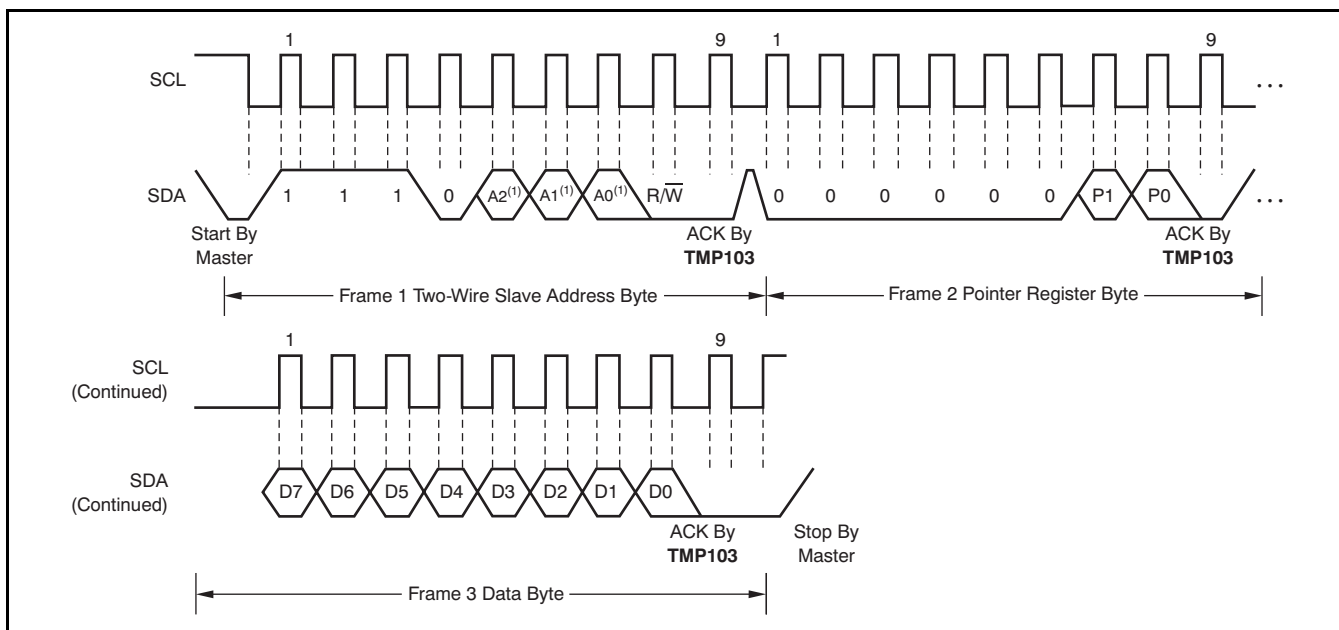 1 9 1 9
SCL ...
SDA 1 1 1 0 A2(1) A1(1) A0(1) R/W̅ 0 0 0 0 0 0 P1 P0 ...
Start By Master
ACK By TMP103
ACK By TMP103
Frame 1 Two-Wire Slave Address Byte
Frame 2 Pointer Register Byte
1 9
SCL (Continued)
SDA (Continued)
D7 D6 D5 D4 D3 D2 D1 D0
ACK By TMP103
Stop By Master
Frame 3 Data Byte